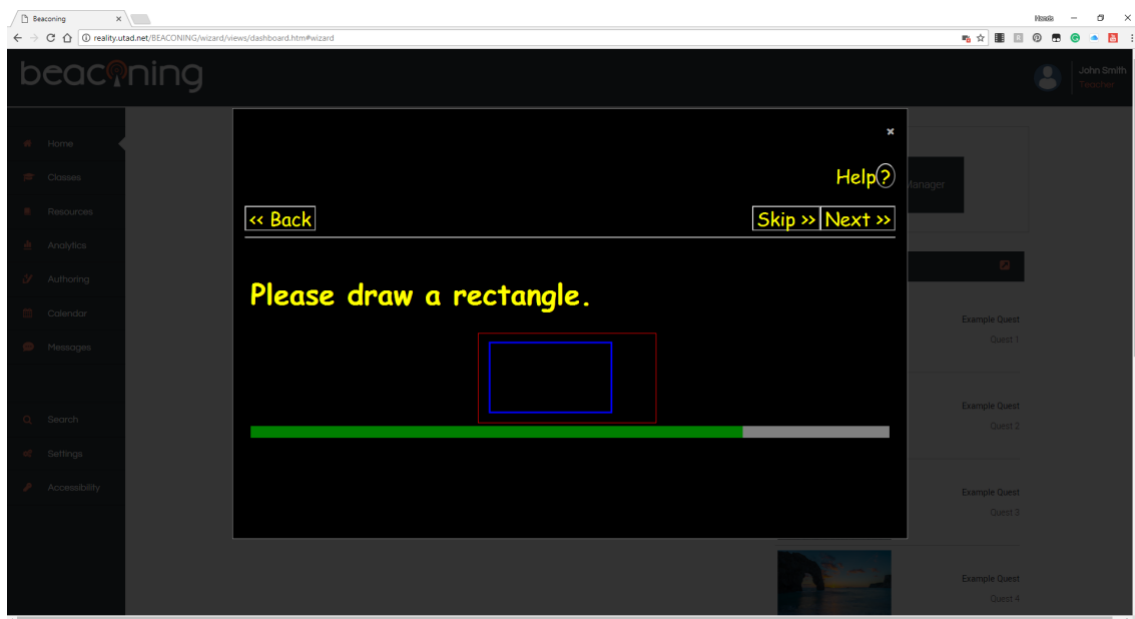 Beaconing
reality.utad.net/BEACONING/wizard/views/dashboard.htm#wizard
beaconing
John Smith
Teacher
Home
Classes
Resources
Analytics
Authoring
Calendar
Messages
Search
Settings
Accessibility
Help?
<< Back
Skip >> Next >>
Please draw a rectangle.
Manager
Example Quest
Quest 1
Example Quest
Quest 2
Example Quest
Quest 3
Example Quest
Quest 4